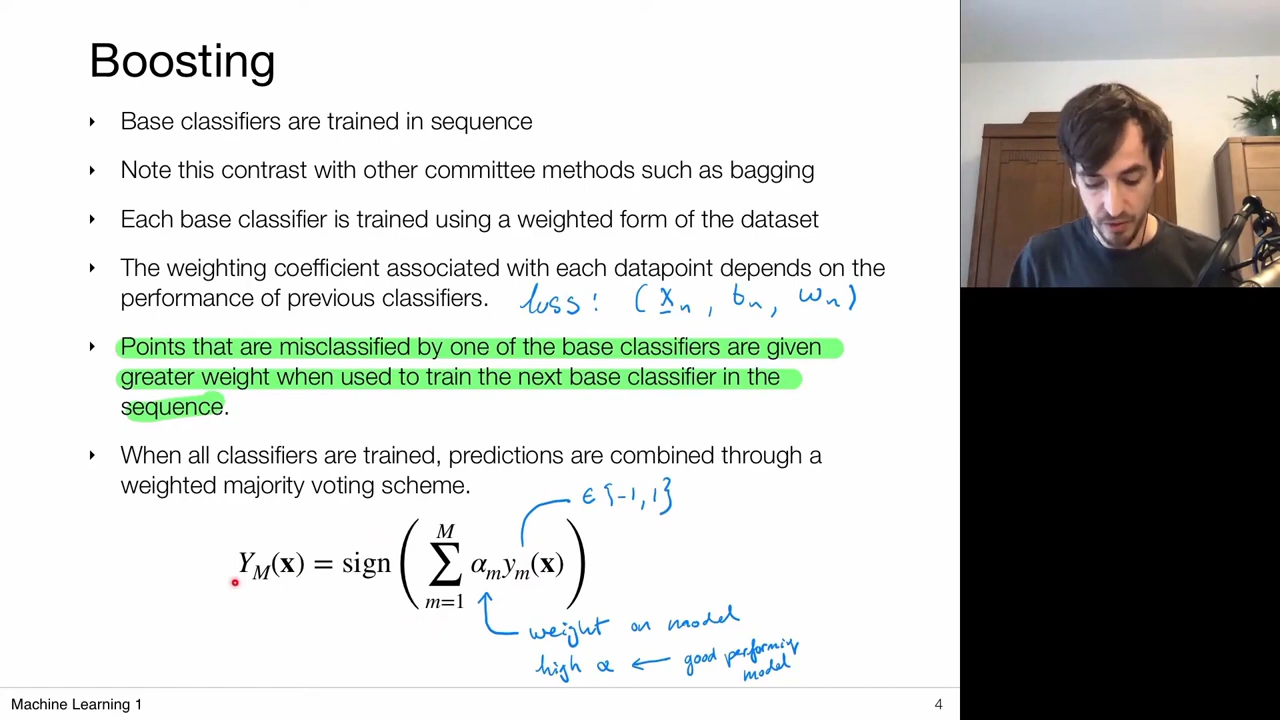 Boosting
‣ Base classifiers are trained in sequence
‣ Note this contrast with other committee methods such as bagging
‣ Each base classifier is trained using a weighted form of the dataset
‣ The weighting coefficient associated with each datapoint depends on the
performance of previous classifiers. loss: (x_n, t_n, w_n)
‣ Points that are misclassified by one of the base classifiers are given
greater weight when used to train the next base classifier in the
sequence.
‣ When all classifiers are trained, predictions are combined through a
weighted majority voting scheme.
∈ {-1, 1}
Y_M(x) = sign ( ∑_{m=1}^{M} α_m y_m(x) )
weight on model
high α ← good performing
model
Machine Learning 1 4